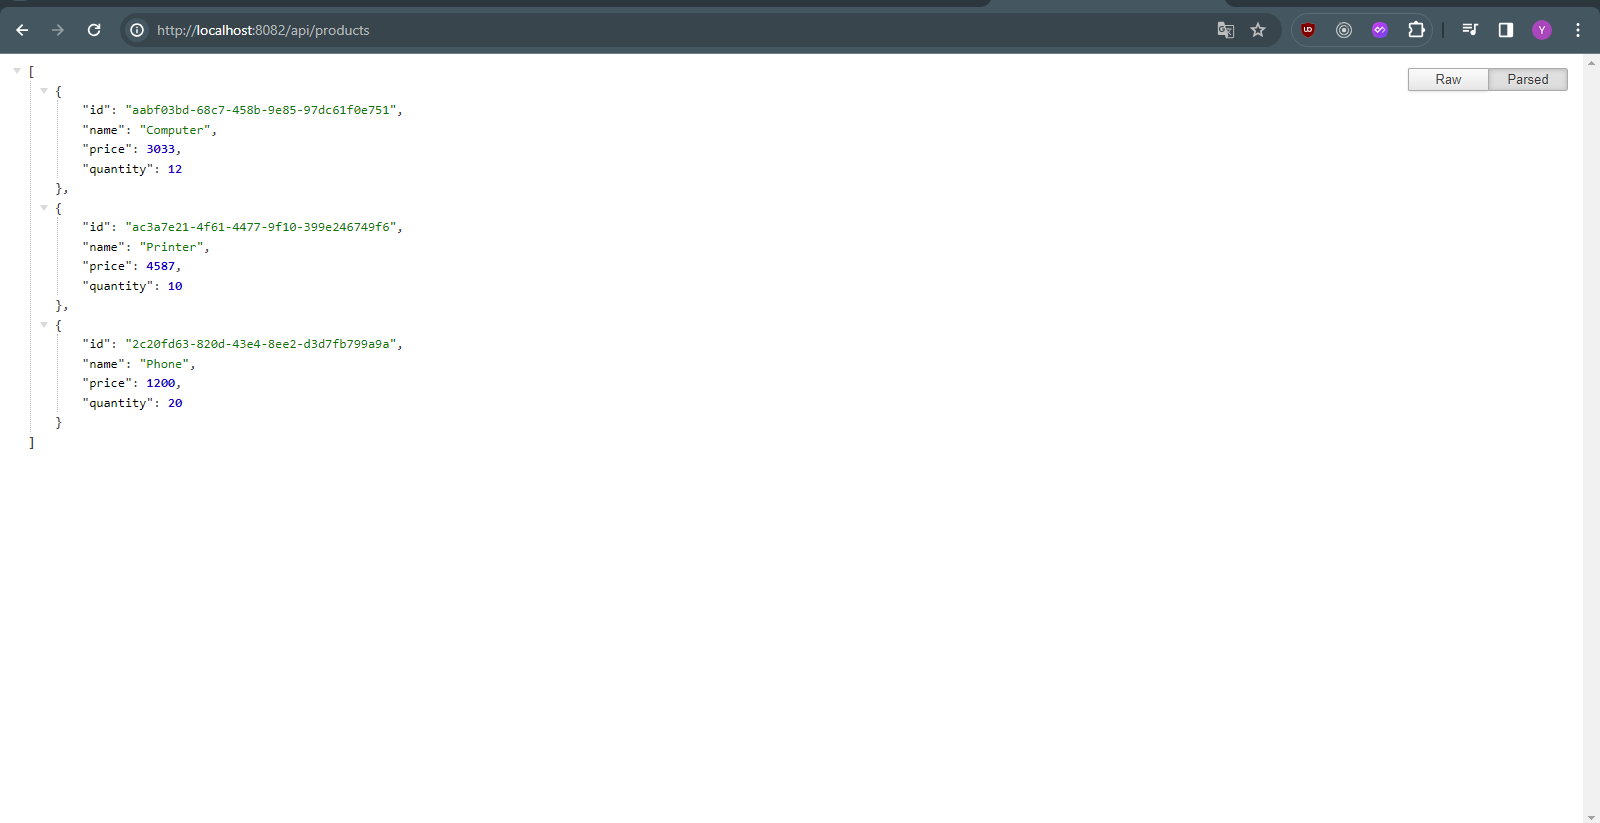 http://localhost:8082/api/products
UD
Y
Raw
Parsed
[
{
"id": "aabf03bd-68c7-458b-9e85-97dc61f0e751",
"name": "Computer",
"price": 3033,
"quantity": 12
},
{
"id": "ac3a7e21-4f61-4477-9f10-399e246749f6",
"name": "Printer",
"price": 4587,
"quantity": 10
},
{
"id": "2c20fd63-820d-43e4-8ee2-d3d7fb799a9a",
"name": "Phone",
"price": 1200,
"quantity": 20
}
]